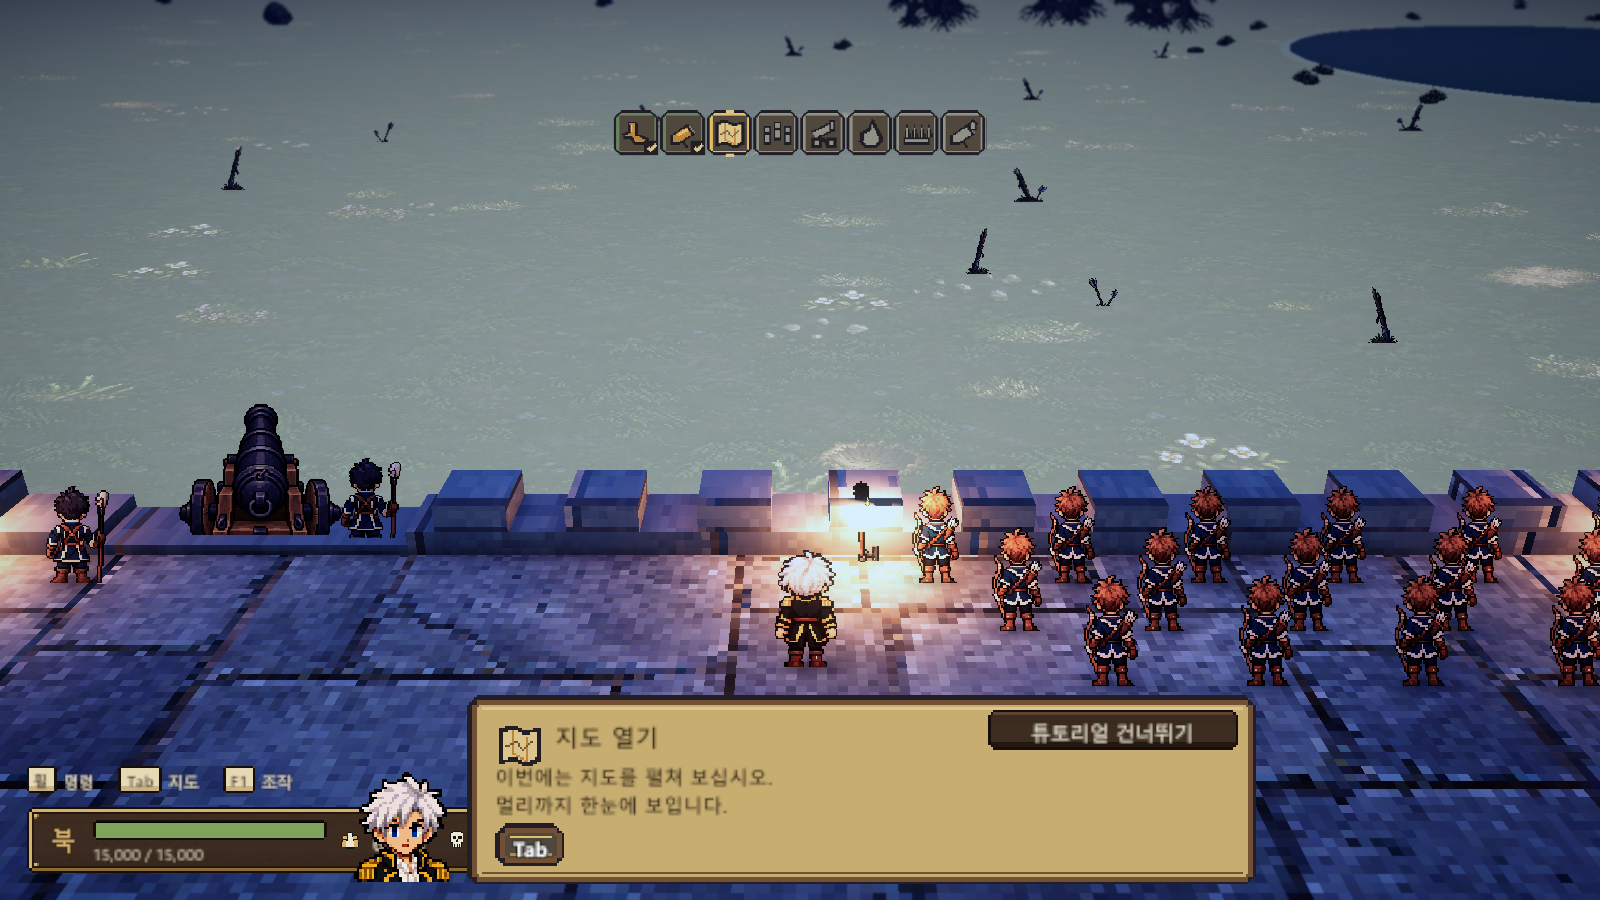 튜토리얼 건너뛰기
지도 열기
이번에는 지도를 펼쳐 보십시오.
멀리까지 한눈에 보입니다.
Tab
휠 명령 Tab 지도 F1 조작
북
15,000 / 15,000